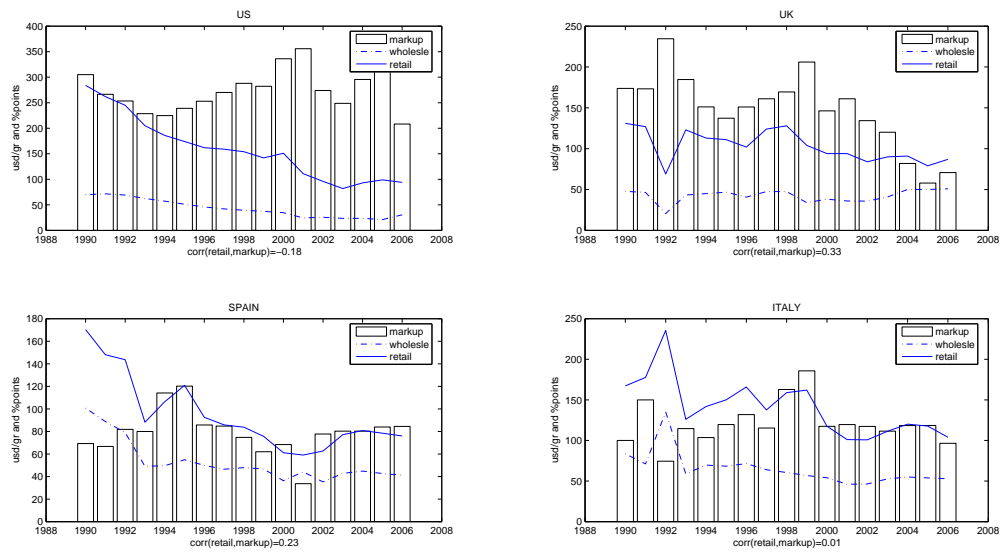 US
400
350
300
250
200
150
100
50
0
usd/gr and %points
markup
wholesle
retail
1988 1990 1992 1994 1996 1998 2000 2002 2004 2006 2008
corr(retail,markup)=−0.18
UK
250
200
150
100
50
0
usd/gr and %points
markup
wholesle
retail
1988 1990 1992 1994 1996 1998 2000 2002 2004 2006 2008
corr(retail,markup)=0.33
SPAIN
180
160
140
120
100
80
60
40
20
0
usd/gr and %points
markup
wholesle
retail
1988 1990 1992 1994 1996 1998 2000 2002 2004 2006 2008
corr(retail,markup)=0.23
ITALY
250
200
150
100
50
0
usd/gr and %points
markup
wholesle
retail
1988 1990 1992 1994 1996 1998 2000 2002 2004 2006 2008
corr(retail,markup)=0.01